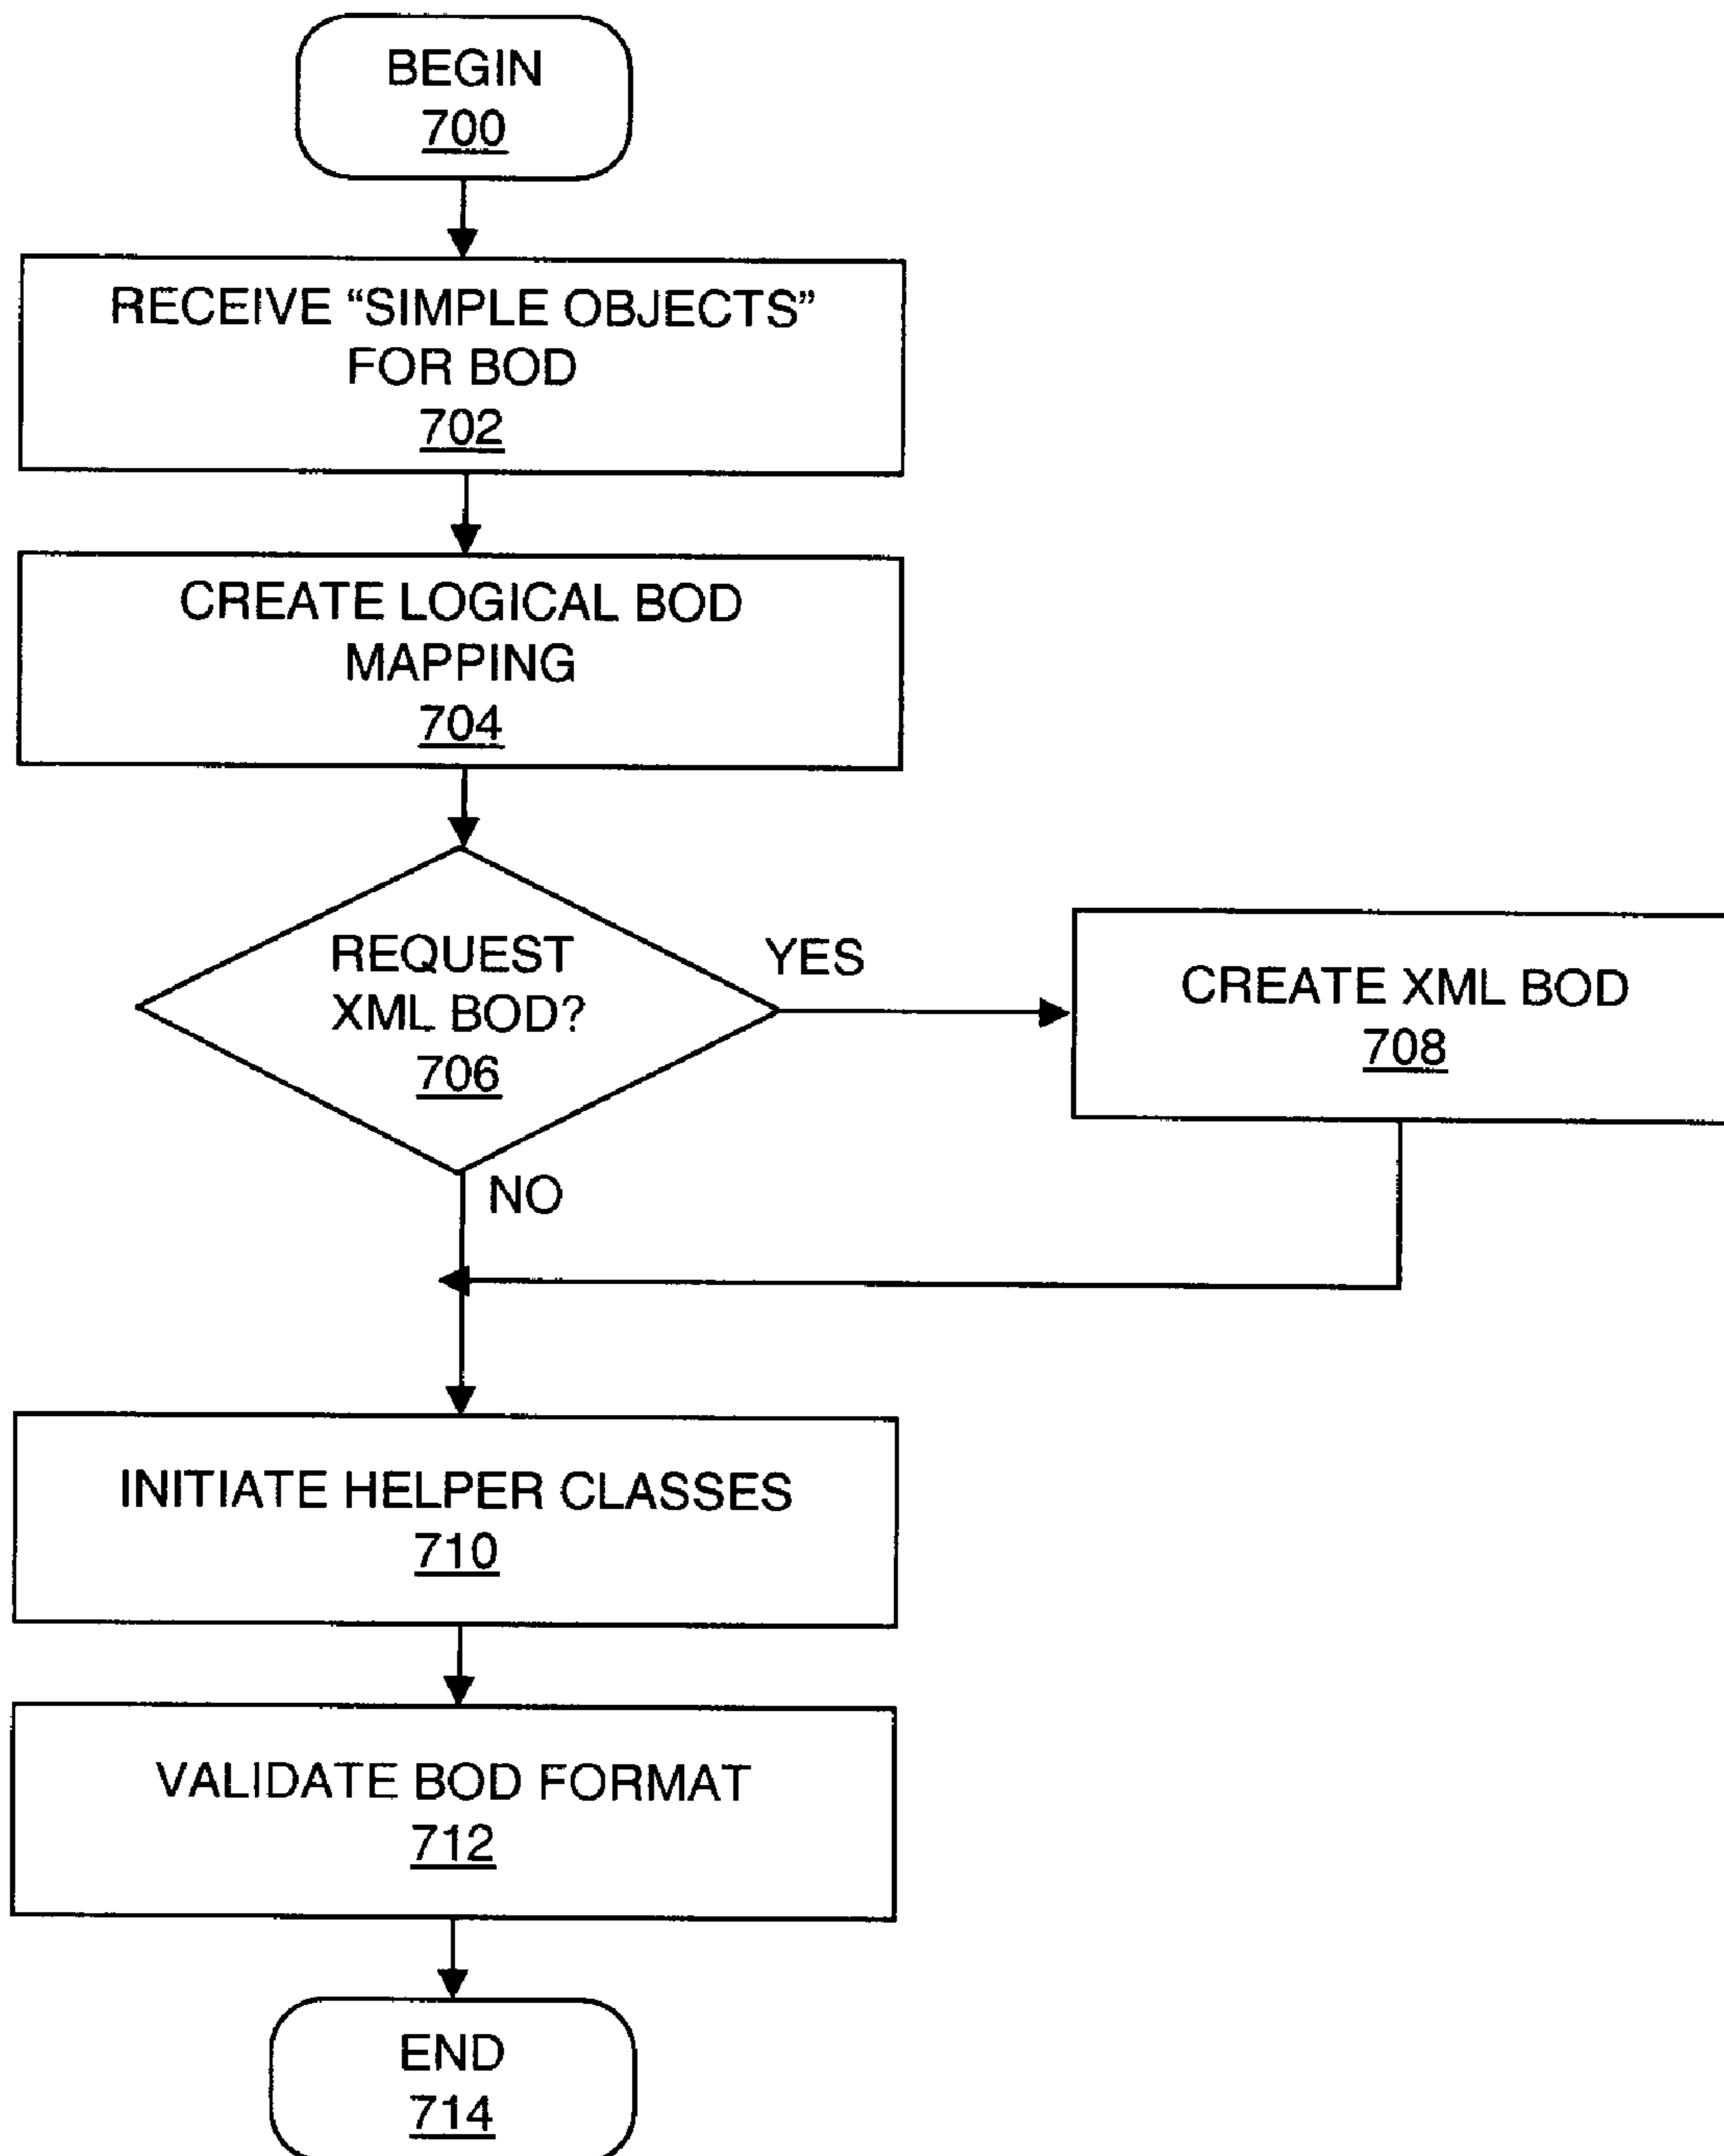 BEGIN
700
RECEIVE “SIMPLE OBJECTS”
FOR BOD
702
CREATE LOGICAL BOD
MAPPING
704
REQUEST
XML BOD?
706
YES
CREATE XML BOD
708
NO
INITIATE HELPER CLASSES
710
VALIDATE BOD FORMAT
712
END
714